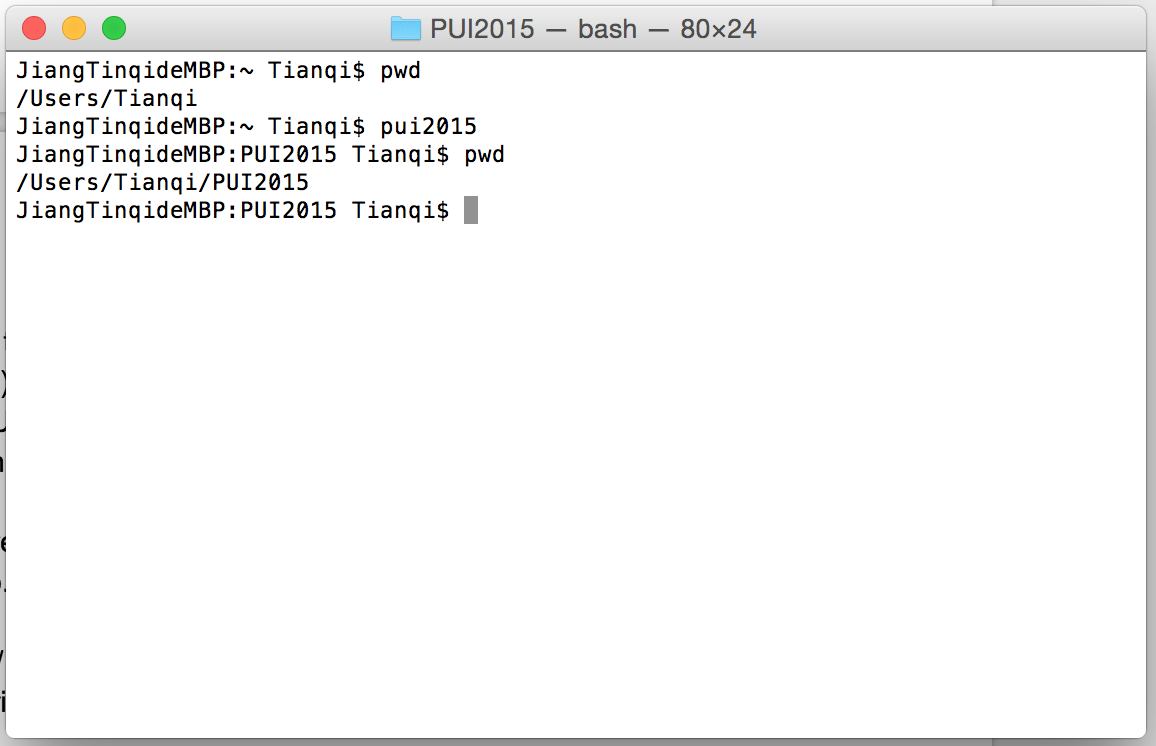 PUI2015 — bash — 80×24
JiangTinqideMBP:~ Tianqi$ pwd
/Users/Tianqi
JiangTinqideMBP:~ Tianqi$ pui2015
JiangTinqideMBP:PUI2015 Tianqi$ pwd
/Users/Tianqi/PUI2015
JiangTinqideMBP:PUI2015 Tianqi$